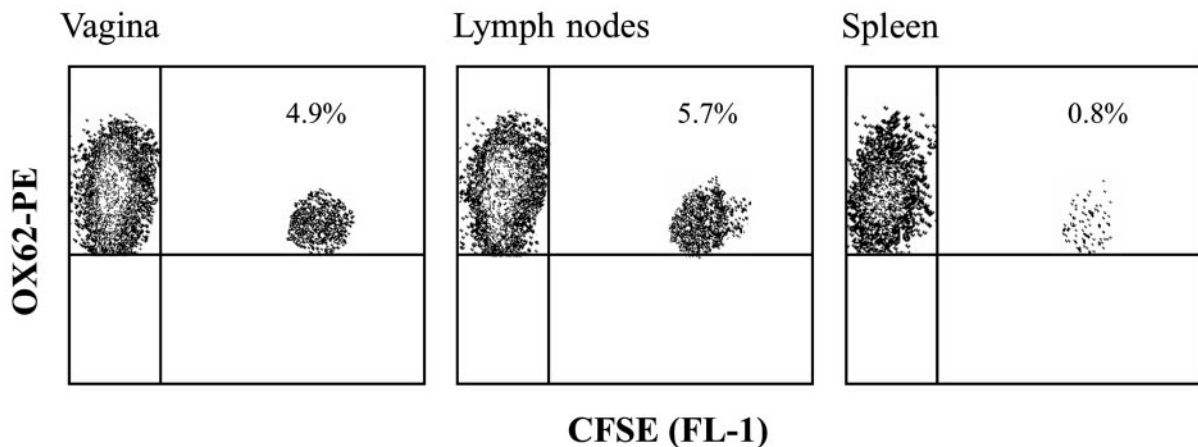 Vagina
Lymph nodes
Spleen
4.9%
5.7%
0.8%
OX62-PE
CFSE (FL-1)